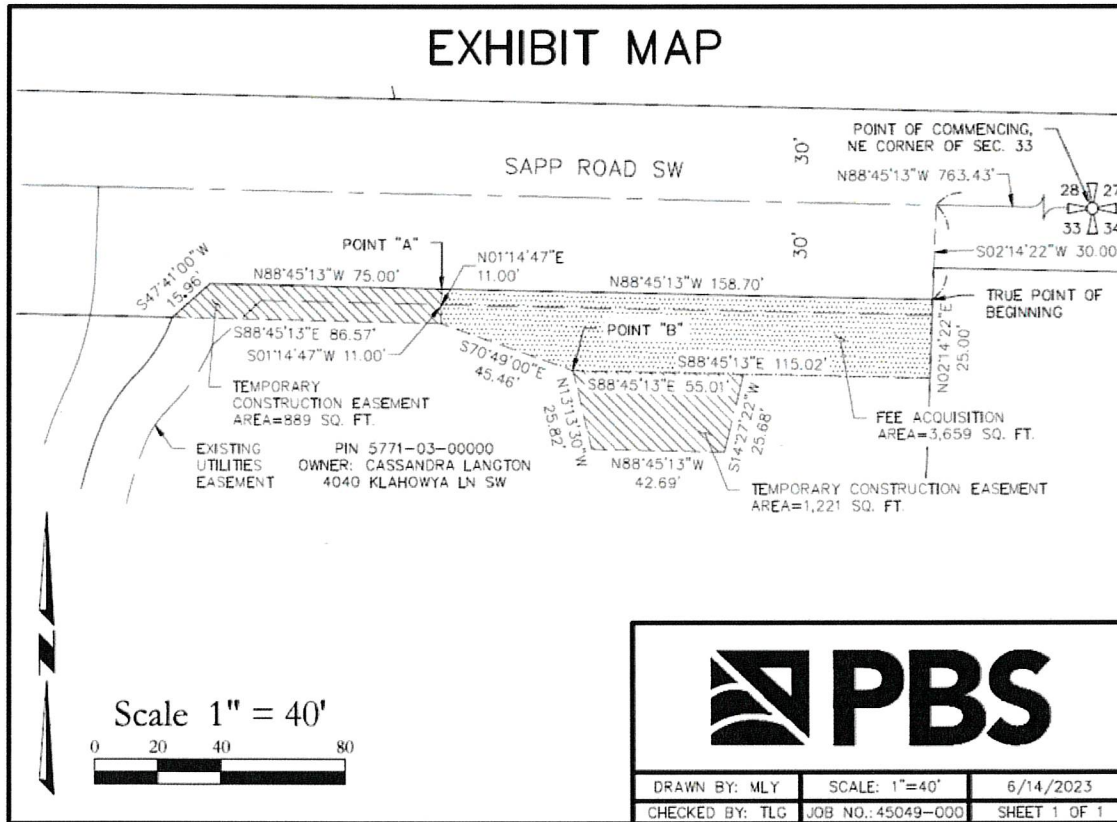 EXHIBIT MAP
POINT OF COMMENCING,
NE CORNER OF SEC. 33
30'
SAPP ROAD SW
N88°45'13"W 763.43'
28
27
33
34
30'
S02°14'22"W 30.00
POINT "A"
N01°14'47"E
11.00'
S47°41'00"W
15.96'
N88°45'13"W 75.00'
N88°45'13"W 158.70'
TRUE POINT OF
BEGINNING
S88°45'13"E 86.57'
S01°14'47"W 11.00'
POINT "B"
N02°14'22"E
25.00'
S70°49'00"E
45.46'
S88°45'13"E 115.02'
S88°45'13"E 55.01'
TEMPORARY
CONSTRUCTION EASEMENT
AREA=889 SQ. FT.
N13°13'30"W
25.82'
S14°27'22"W
25.68'
FEE ACQUISITION
AREA=3,659 SQ. FT.
EXISTING
UTILITIES
EASEMENT
PIN 5771-03-00000
OWNER: CASSANDRA LANGTON
4040 KLAHOWYA LN SW
N88°45'13"W
42.69'
TEMPORARY CONSTRUCTION EASEMENT
AREA=1,221 SQ. FT.
N
Scale 1" = 40'
0 20 40 80
PBS
DRAWN BY: MLY SCALE: 1"=40' 6/14/2023
CHECKED BY: TLG JOB NO.: 45049-000 SHEET 1 OF 1